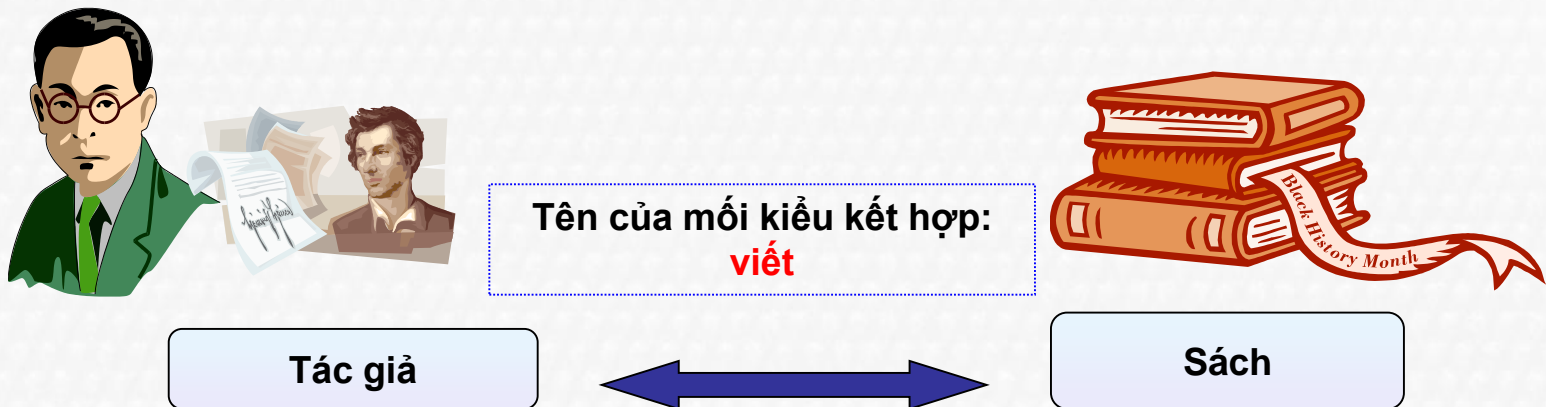 Tên của mối kiểu kết hợp:
viết
Black History Month
Tác giả
Sách